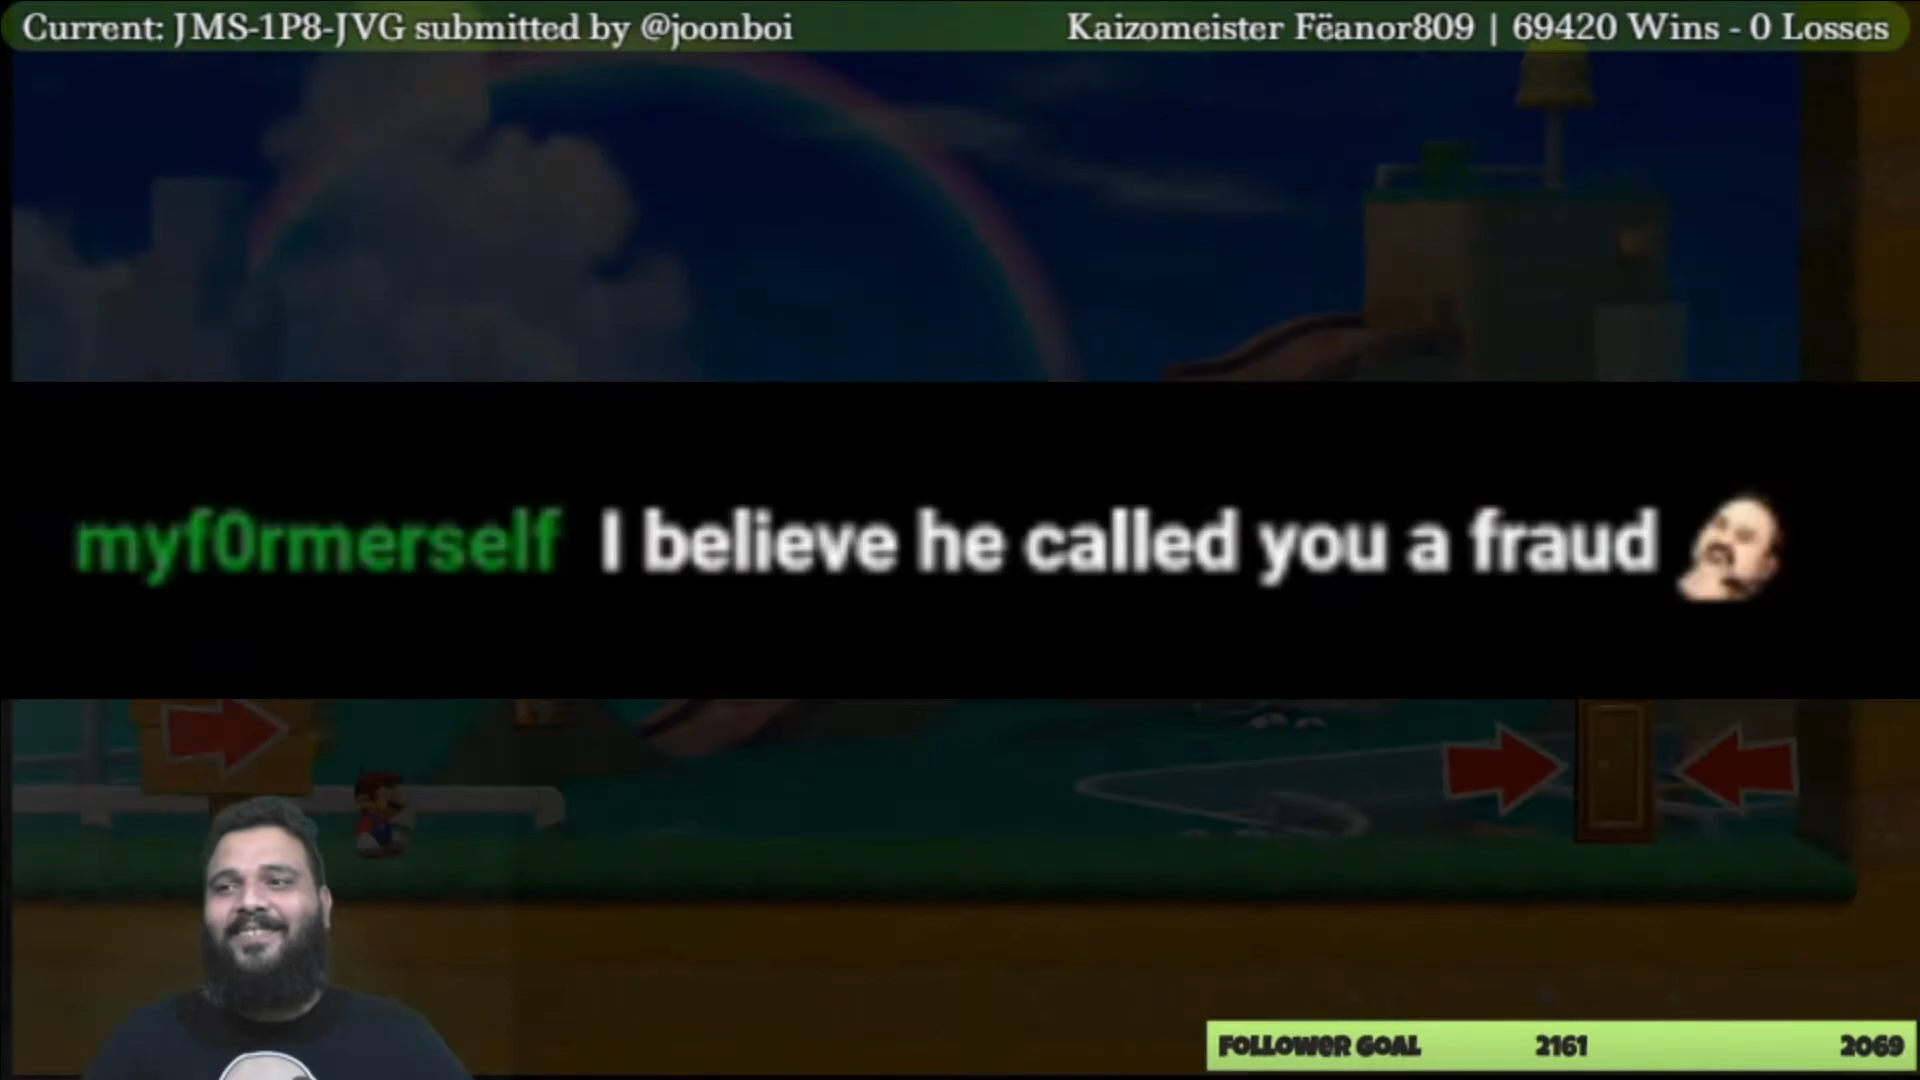 Current: JMS-1P8-JVG submitted by @joonboi
Kaizomeister Fëanor809 | 69420 Wins - 0 Losses
myf0rmerself I believe he called you a fraud
FOLLOWER GOAL 2161 2069